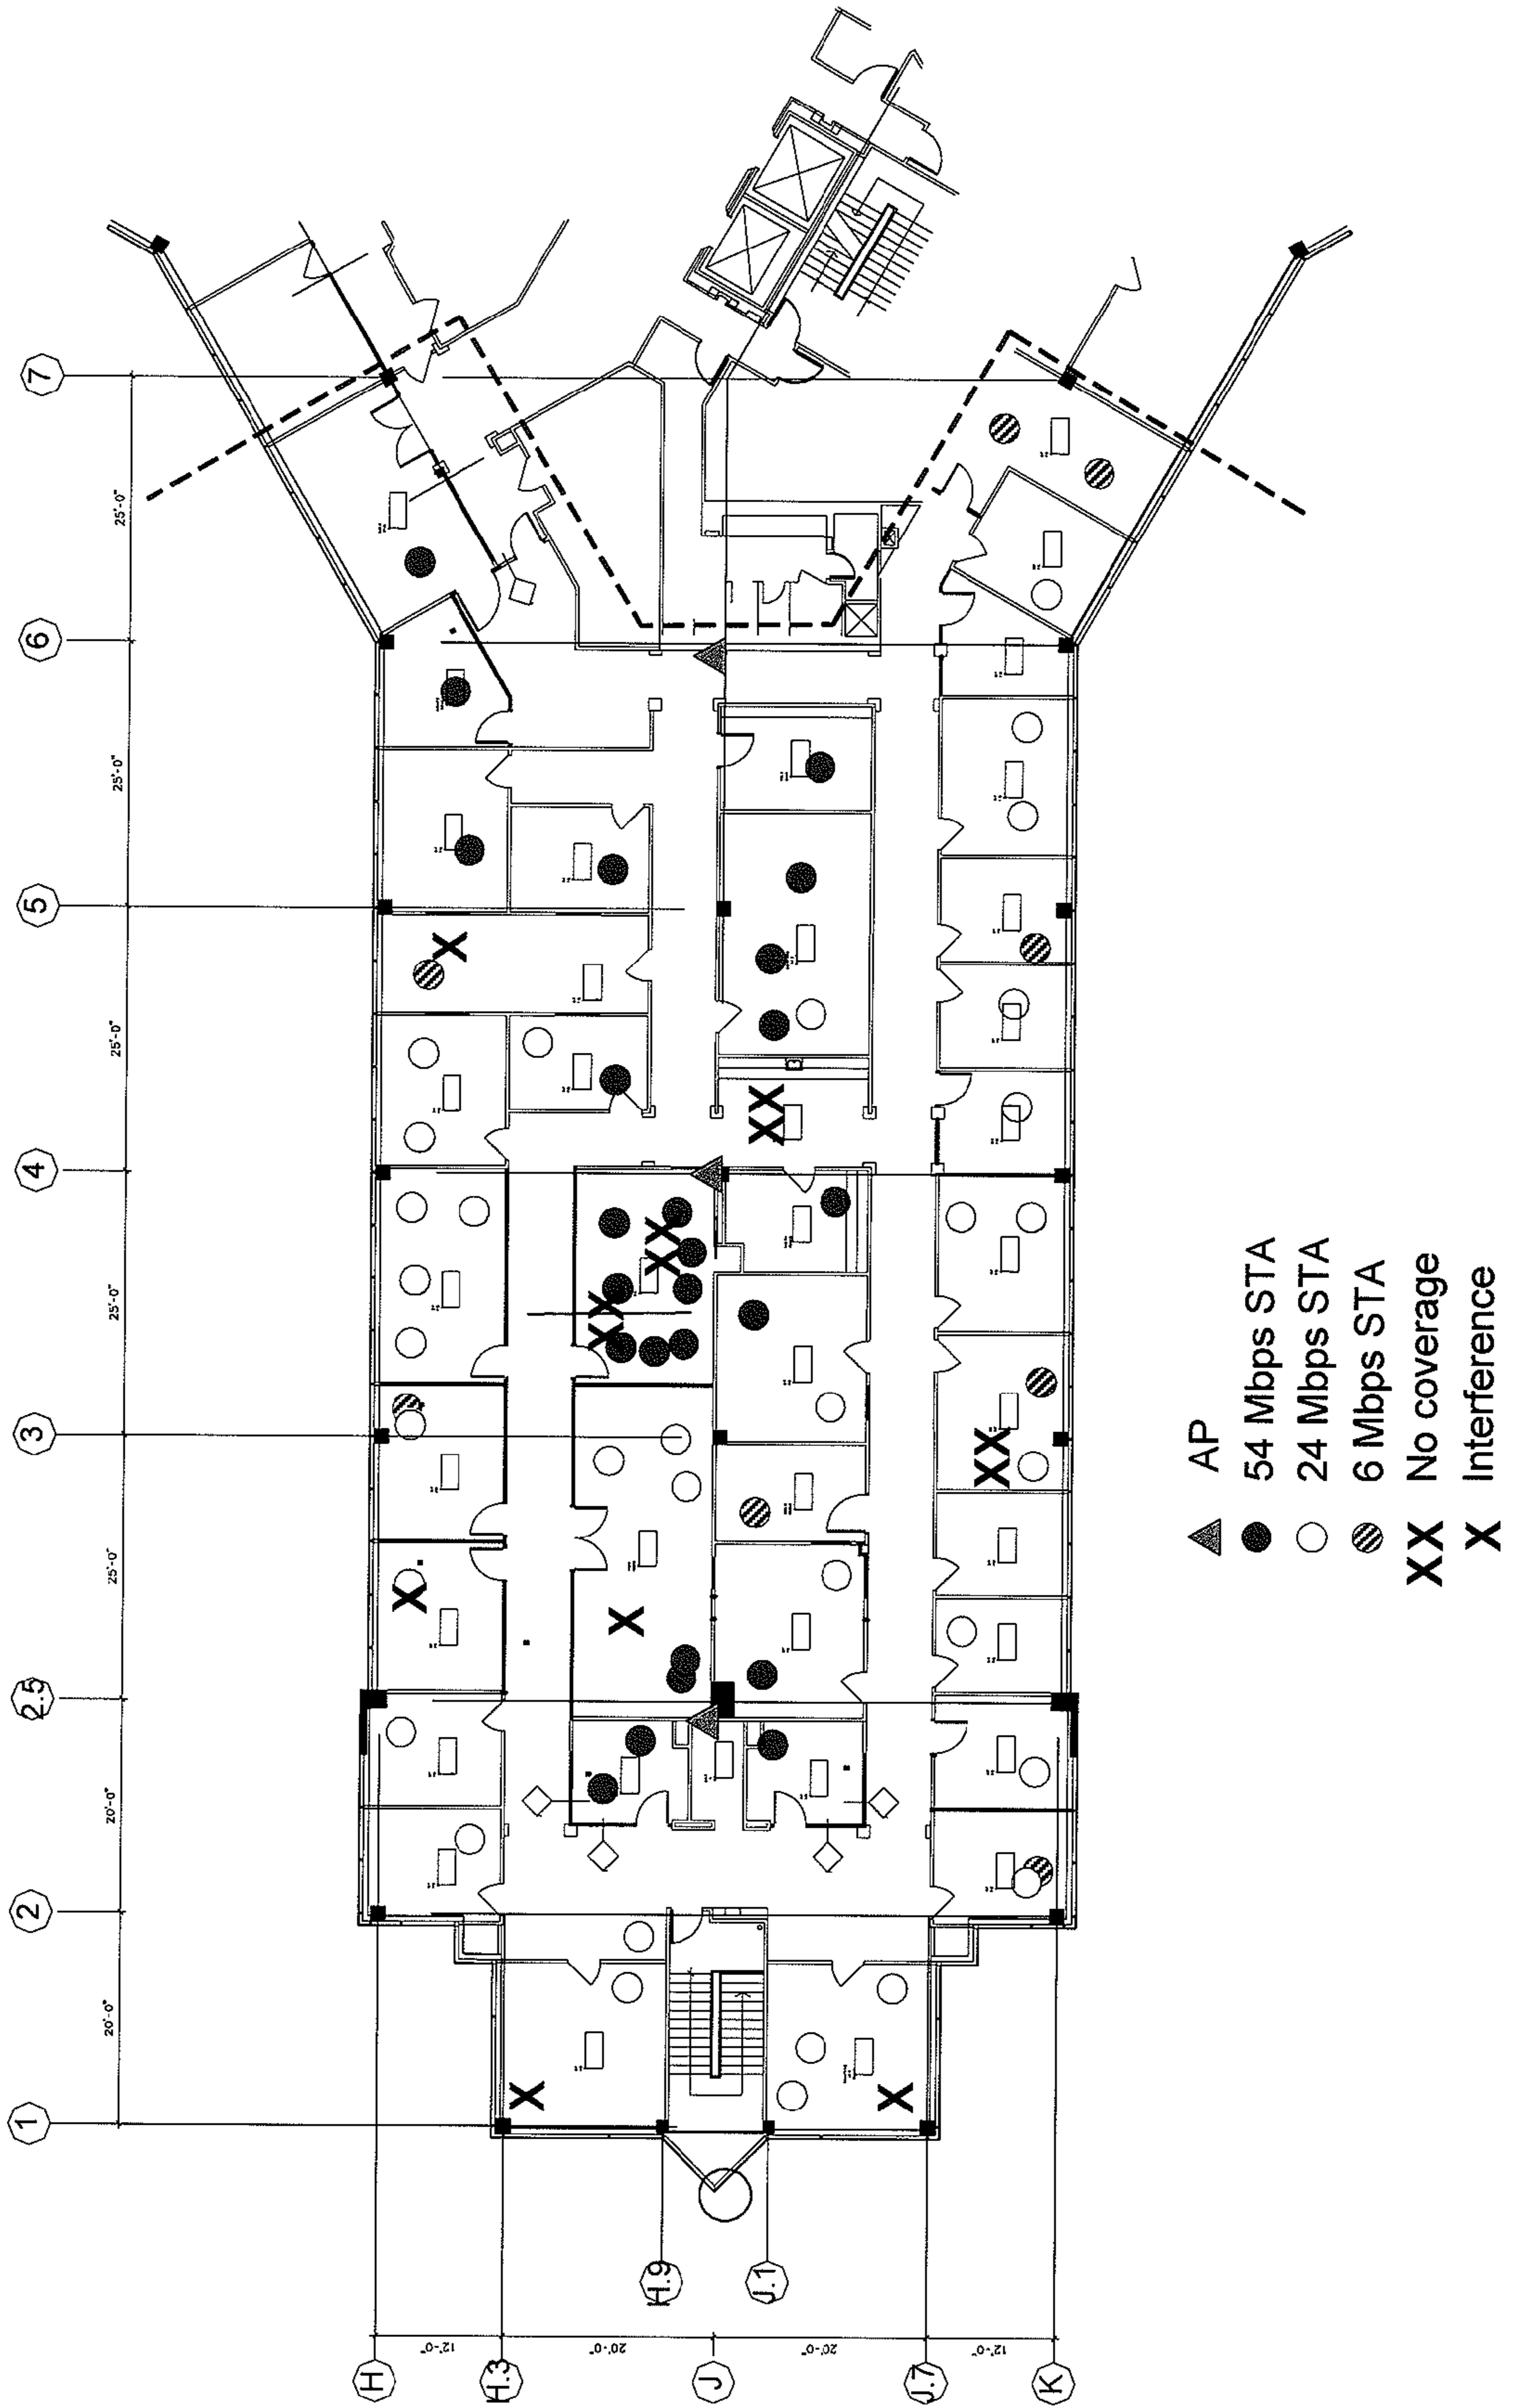 7
25'-0"
6
25'-0"
5
25'-0"
4
25'-0"
3
25'-0"
2.5
20'-0"
2
20'-0"
1
H.9
J.1
12'-0"
20'-0"
20'-0"
12'-0"
H
H.3
J
J.7
K
AP
54 Mbps STA
24 Mbps STA
6 Mbps STA
XX No coverage
X Interference